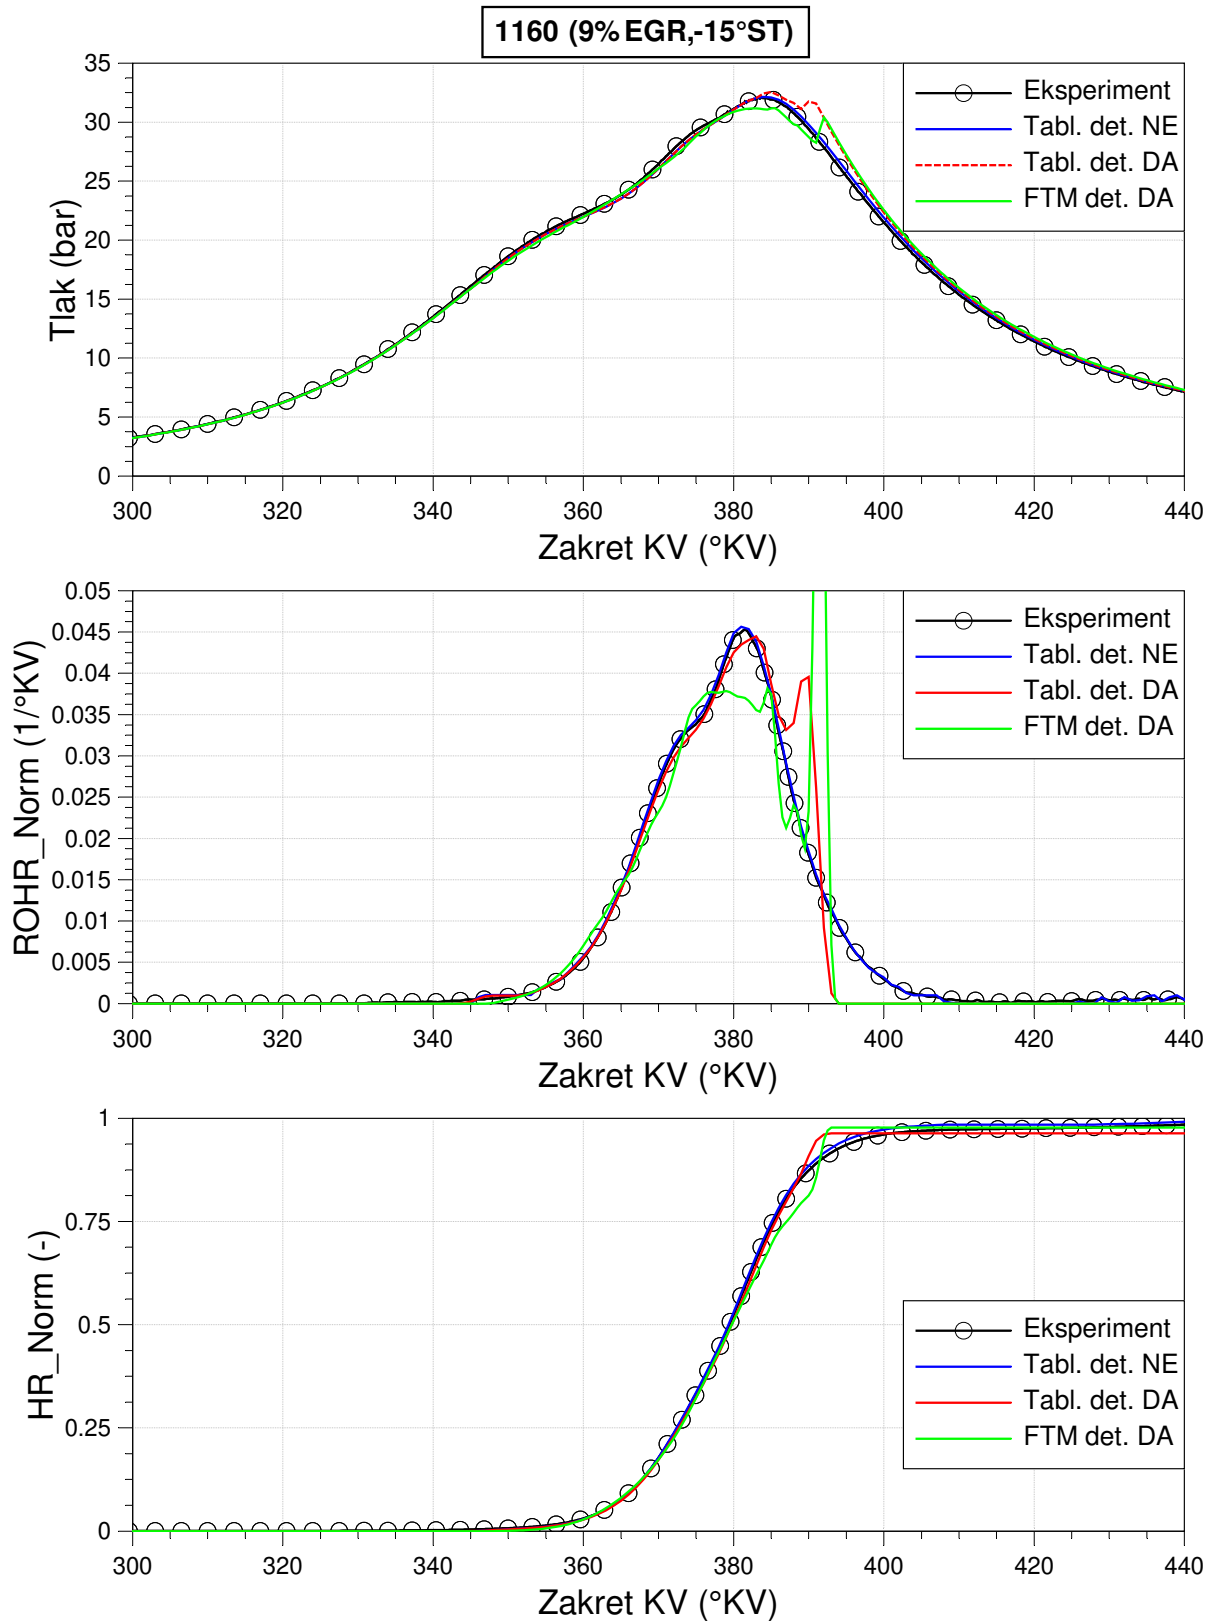 1160 (9%EGR,-15°ST)
35
30
25
20
15
10
5
0
Tlak (bar)
Eksperiment
Tabl. det. NE
Tabl. det. DA
FTM det. DA
300 320 340 360 380 400 420 440
Zakret KV (°KV)
0.05
0.045
0.04
0.035
0.03
0.025
0.02
0.015
0.01
0.005
0
ROHR_Norm (1/°KV)
Eksperiment
Tabl. det. NE
Tabl. det. DA
FTM det. DA
300 320 340 360 380 400 420 440
Zakret KV (°KV)
1
0.75
0.5
0.25
0
HR_Norm (-)
Eksperiment
Tabl. det. NE
Tabl. det. DA
FTM det. DA
300 320 340 360 380 400 420 440
Zakret KV (°KV)